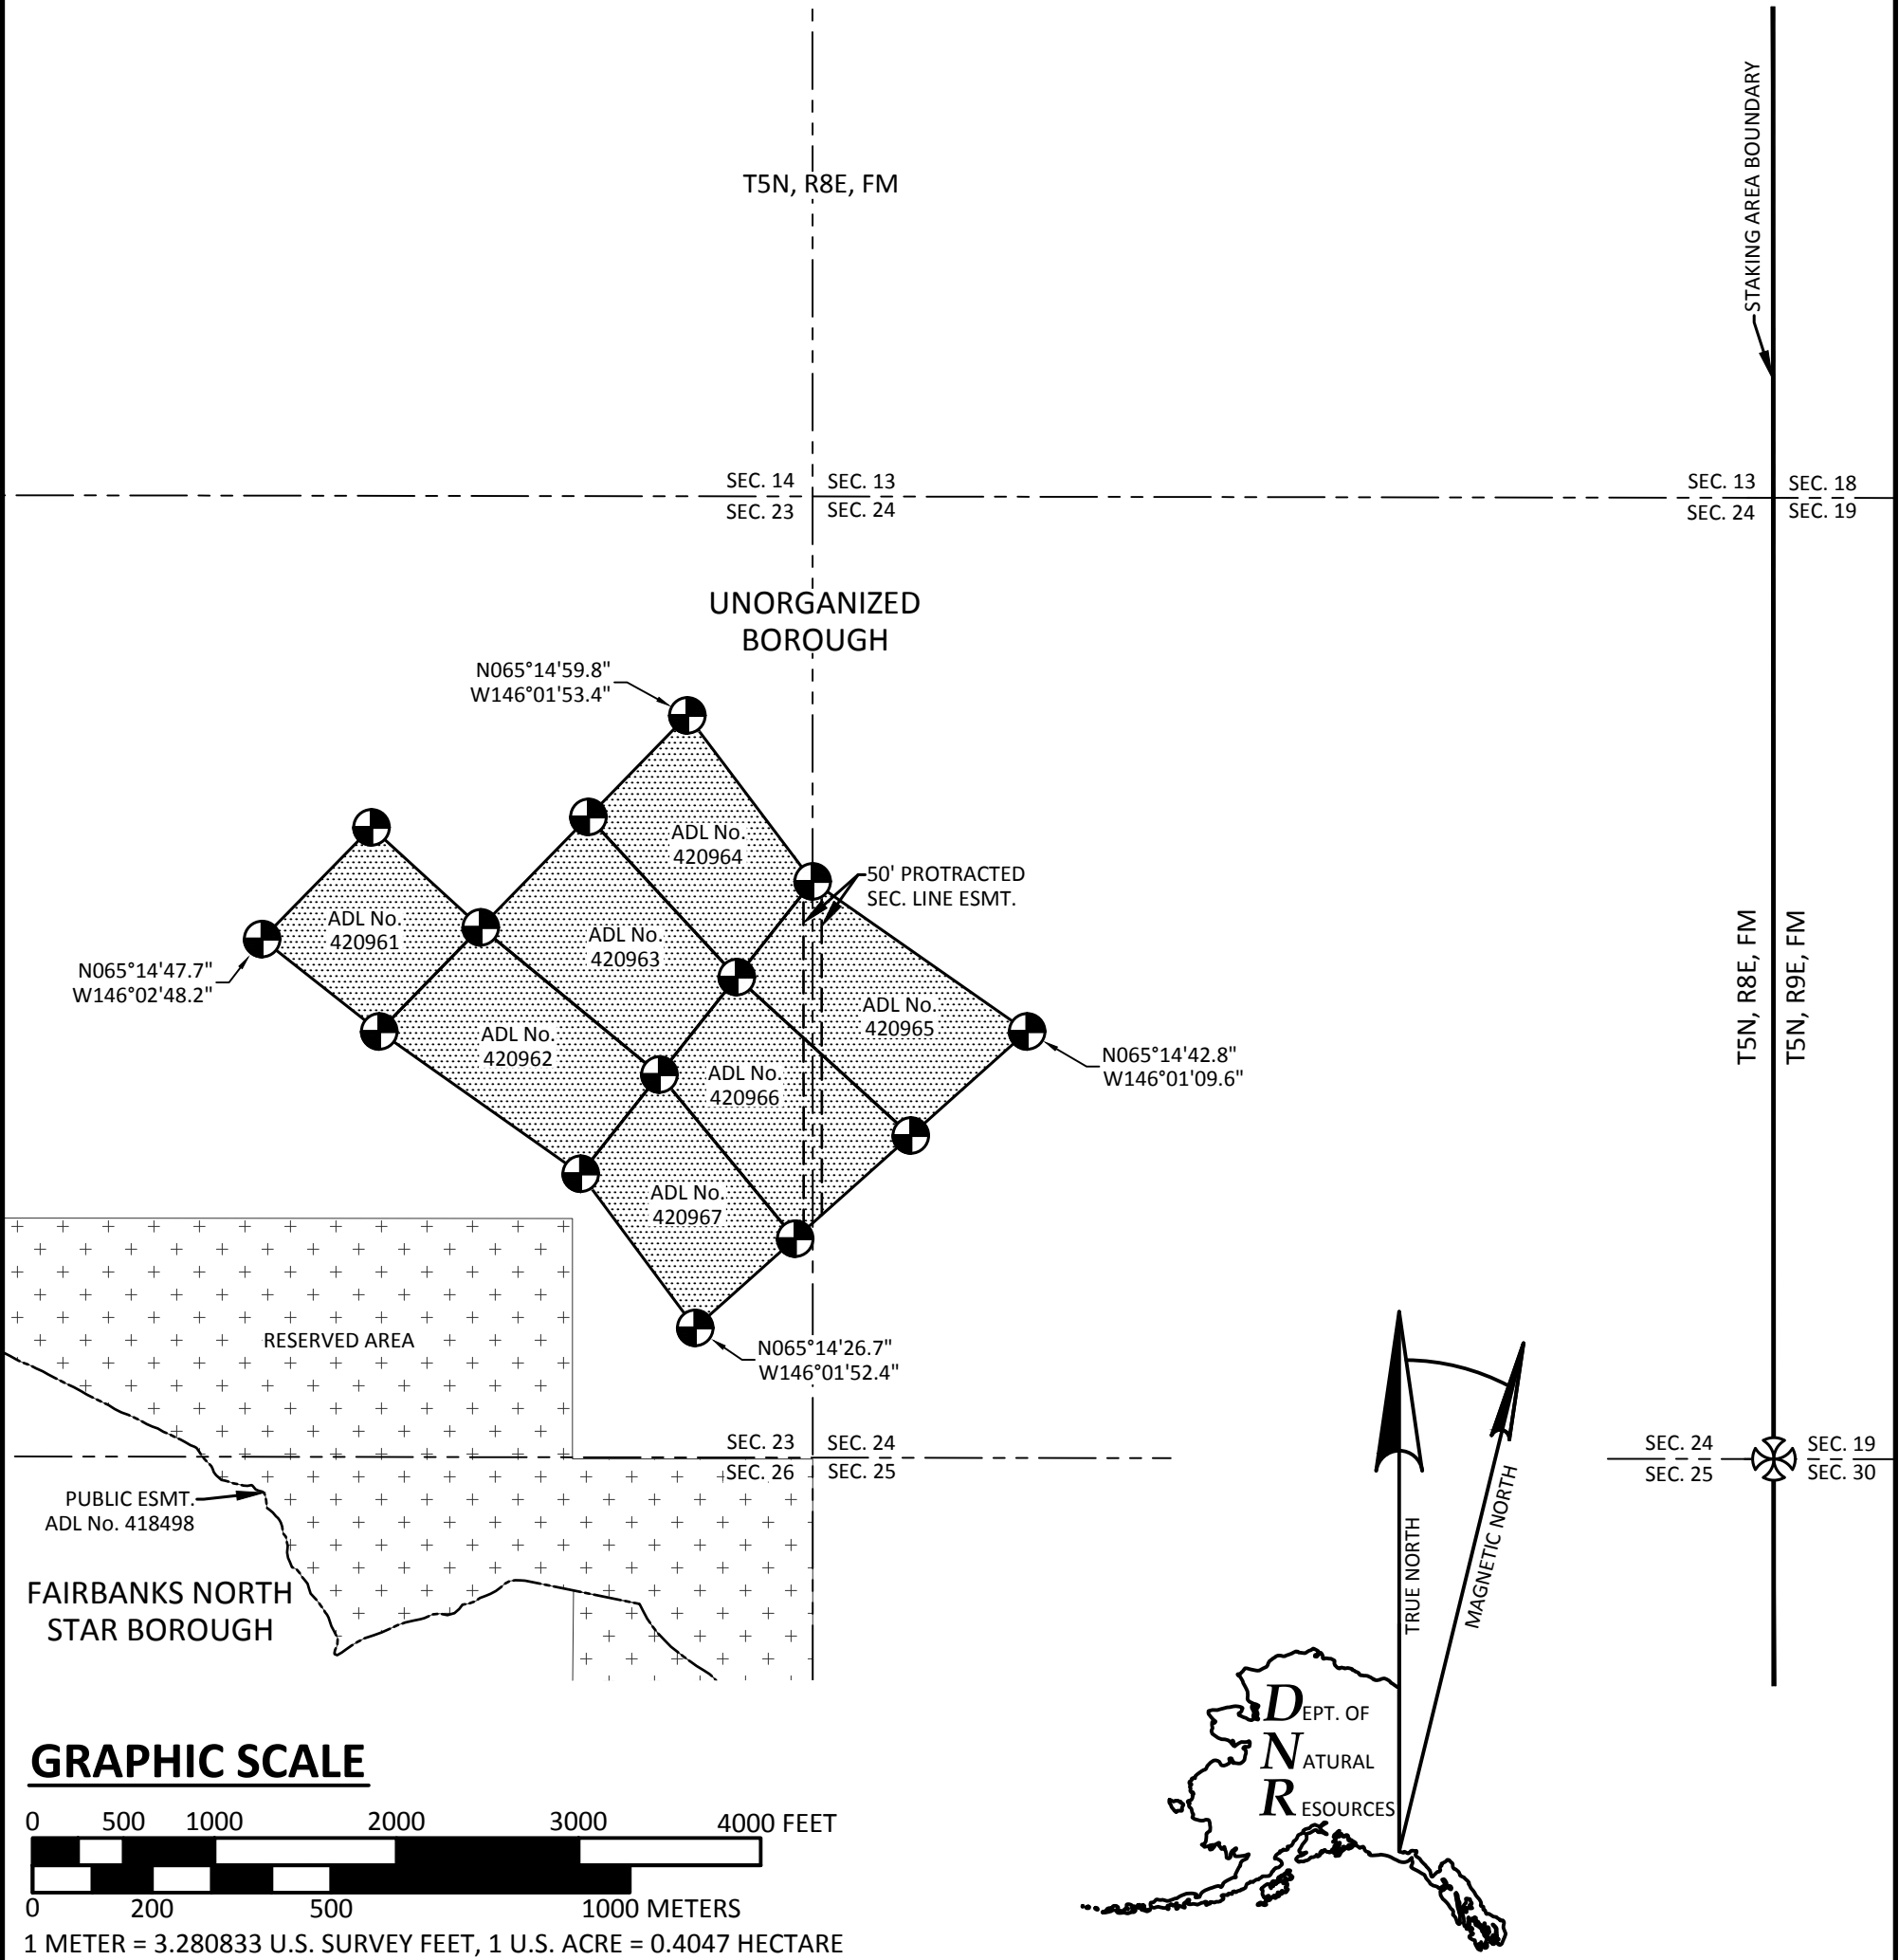 STAKING AREA BOUNDARY
T5N, R8E, FM
SEC. 14 SEC. 13
SEC. 23 SEC. 24
SEC. 13 SEC. 18
SEC. 24 SEC. 19
UNORGANIZED
BOROUGH
N065°14'59.8"
W146°01'53.4"
ADL No.
420964
50' PROTRACTED
SEC. LINE ESMT.
ADL No.
420961
ADL No.
420963
N065°14'47.7"
W146°02'48.2"
ADL No.
420965
ADL No.
420962
ADL No.
420966
N065°14'42.8"
W146°01'09.6"
T5N, R8E, FM
T5N, R9E, FM
ADL No.
420967
RESERVED AREA
N065°14'26.7"
W146°01'52.4"
SEC. 23 SEC. 24
SEC. 26 SEC. 25
SEC. 24 SEC. 19
SEC. 25 SEC. 30
PUBLIC ESMT.
ADL No. 418498
FAIRBANKS NORTH
STAR BOROUGH
TRUE NORTH
MAGNETIC NORTH
DEPT. OF
NATURAL
RESOURCES
GRAPHIC SCALE
0 500 1000 2000 3000 4000 FEET
0 200 500 1000 METERS
1 METER = 3.280833 U.S. SURVEY FEET, 1 U.S. ACRE = 0.4047 HECTARE